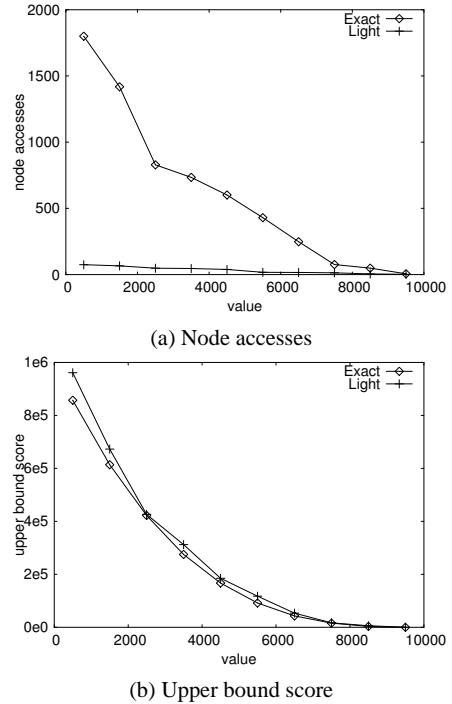 2000
1500
1000
500
0
node accesses
Exact
Light
0 2000 4000 6000 8000 10000
value
(a) Node accesses
1e6
8e5
6e5
4e5
2e5
0e0
upper bound score
Exact
Light
0 2000 4000 6000 8000 10000
value
(b) Upper bound score